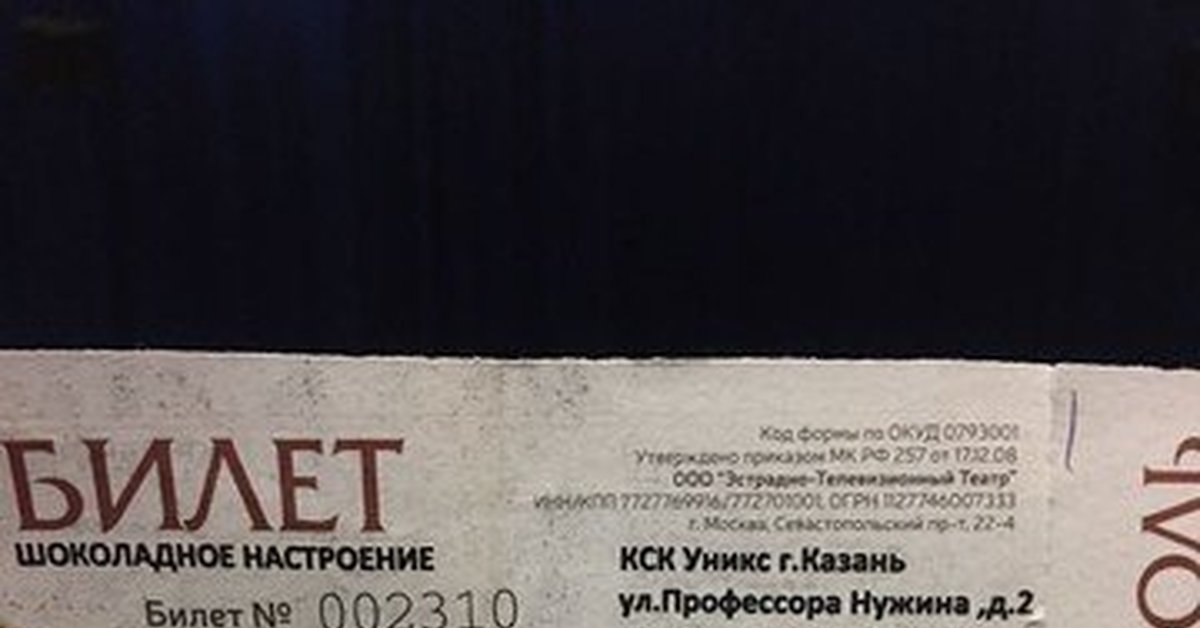 БИЛЕТ
ШОКОЛАДНОЕ НАСТРОЕНИЕ
Билет № 002310
Код формы по ОКУД 0793001
Утверждено приказом МК РФ 257 от 17.12.08
ООО "Эстрадно-Телевизионный Театр"
ИНН/КПП 7727769916/772701001, ОГРН 1127746007333
г. Москва, Севастопольский пр-т, 22-4
КСК Уникс г.Казань
ул.Профессора Нужина ,д.2